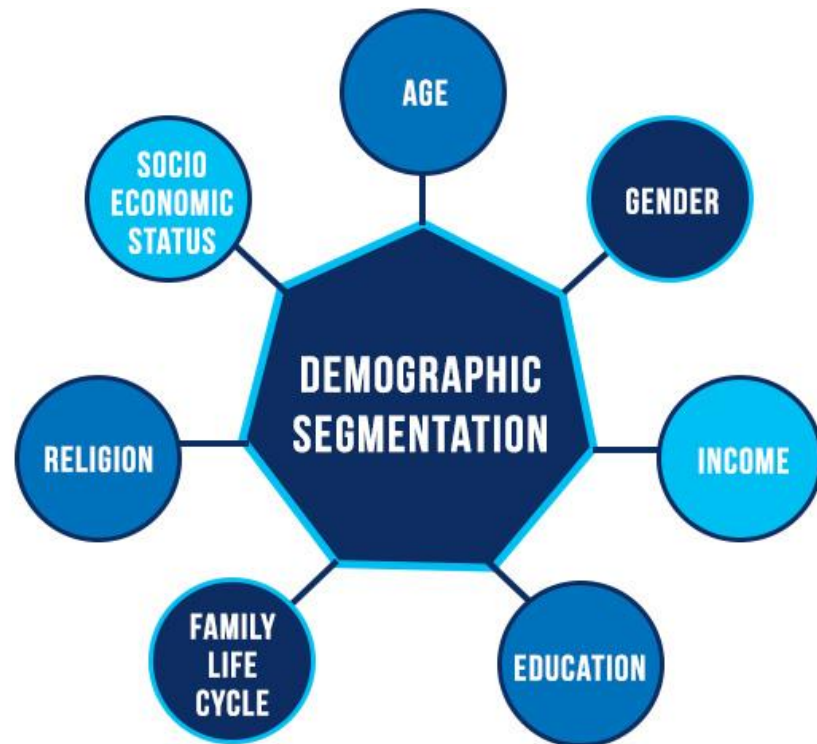 AGE
SOCIO
ECONOMIC
STATUS
GENDER
DEMOGRAPHIC
SEGMENTATION
RELIGION
INCOME
FAMILY
LIFE
CYCLE
EDUCATION